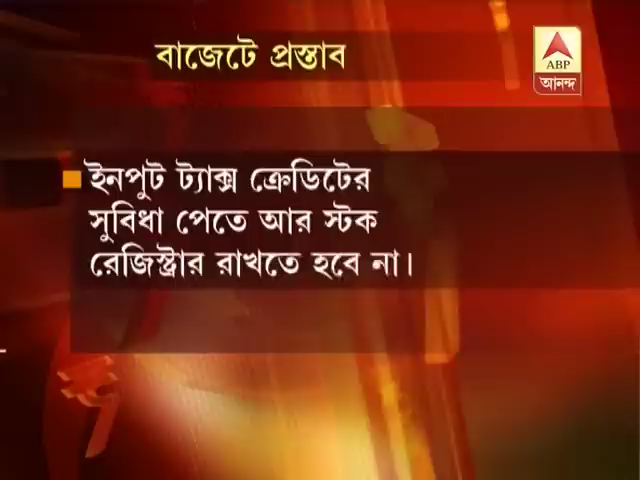 বাজেটে প্রস্তাব
ABP
আনন্দ
ইনপুট ট্যাক্স ক্রেডিটের
সুবিধা পেতে আর স্টক
রেজিস্ট্রার রাখতে হবে না।